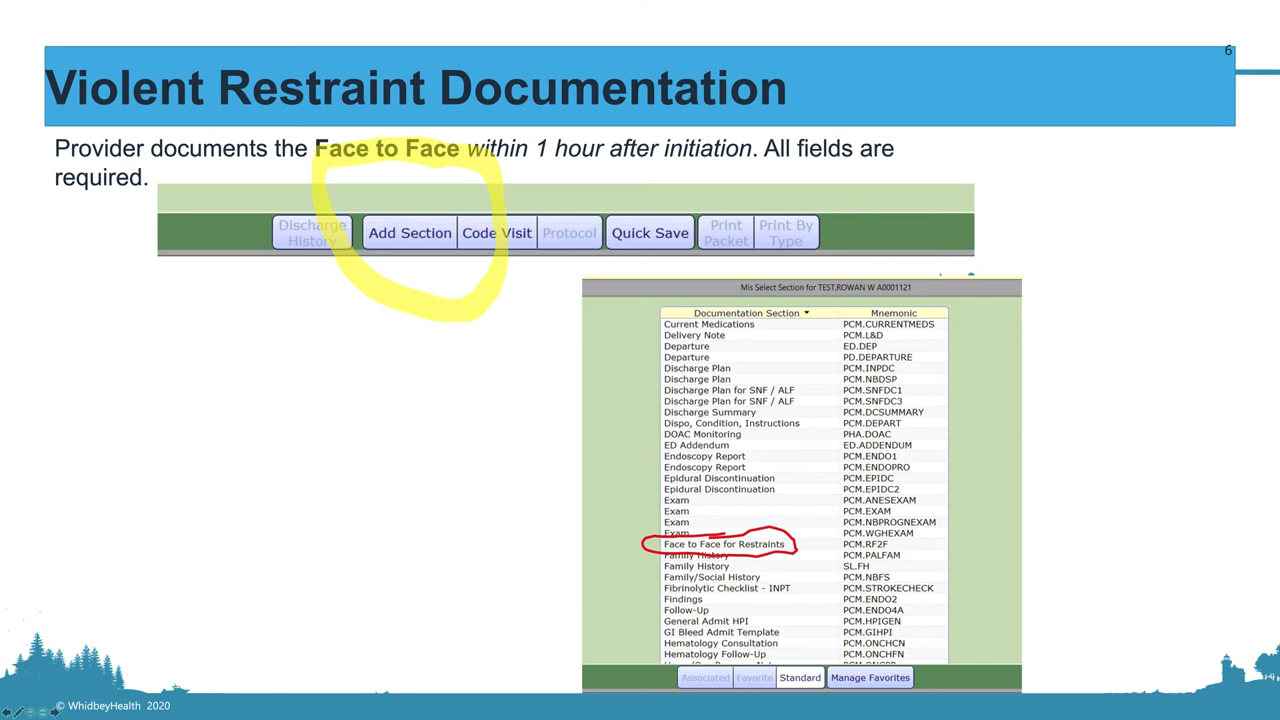 6
Violent Restraint Documentation
Provider documents the Face to Face within 1 hour after initiation. All fields are
required.
Discharge History
Add Section
Code Visit
Protocol
Quick Save
Print Packet
Print By Type
Mis Select Section for TEST,ROWAN W A0001121
Documentation Section Mnemonic
Current Medications PCM.CURRENTMEDS
Delivery Note PCM.L&D
Departure ED.DEP
Departure PD.DEPARTURE
Discharge Plan PCM.INPDC
Discharge Plan PCM.NBDSP
Discharge Plan for SNF / ALF PCM.SNFDC1
Discharge Plan for SNF / ALF PCM.SNFDC3
Discharge Summary PCM.DCSUMMARY
Dispo, Condition, Instructions PCM.DEPART
DOAC Monitoring PHA.DOAC
ED Addendum ED.ADDENDUM
Endoscopy Report PCM.ENDO1
Endoscopy Report PCM.ENDOPRO
Epidural Discontinuation PCM.EPIDC
Epidural Discontinuation PCM.EPIDC2
Exam PCM.ANESEXAM
Exam PCM.EXAM
Exam PCM.NBPROGNEXAM
Exam PCM.WGHEXAM
Face to Face for Restraints PCM.RF2F
Family History PCM.PALFAM
Family History SL.FH
Family/Social History PCM.NBFS
Fibrinolytic Checklist - INPT PCM.STROKECHECK
Findings PCM.ENDO2
Follow-Up PCM.ENDO4A
General Admit HPI PCM.HPIGEN
GI Bleed Admit Template PCM.GIHPI
Hematology Consultation PCM.ONCHCN
Hematology Follow-Up PCM.ONCHFN
Associated
Favorite
Standard
Manage Favorites
© WhidbeyHealth 2020